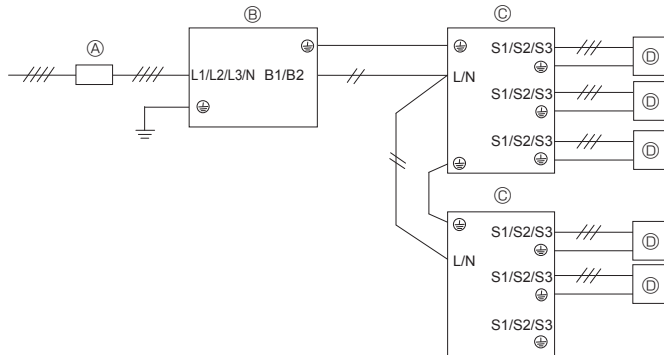 Ⓐ
Ⓑ
L1/L2/L3/N B1/B2
Ⓒ
L/N
S1/S2/S3
S1/S2/S3
S1/S2/S3
Ⓓ
Ⓓ
Ⓓ
Ⓒ
L/N
S1/S2/S3
S1/S2/S3
S1/S2/S3
Ⓓ
Ⓓ